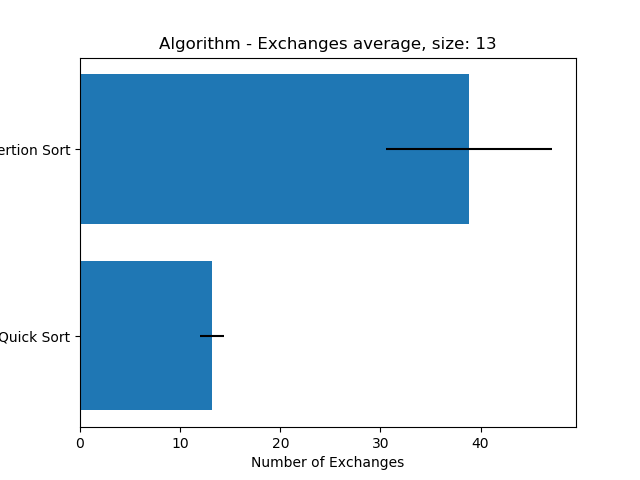 Algorithm - Exchanges average, size: 13
ertion Sort
Quick Sort
0 10 20 30 40
Number of Exchanges